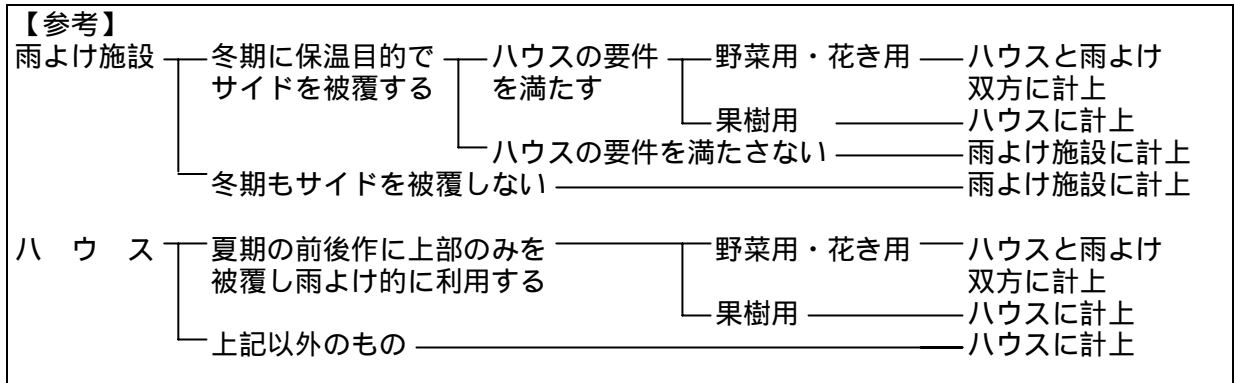 【参考】
雨よけ施設 冬期に保温目的で ハウスの要件 野菜用・花き用 ハウスと雨よけ
サイドを被覆する を満たす 双方に計上
果樹用 ハウスに計上
ハウスの要件を満たさない 雨よけ施設に計上
冬期もサイドを被覆しない 雨よけ施設に計上
ハ ウ ス 夏期の前後作に上部のみを 野菜用・花き用 ハウスと雨よけ
被覆し雨よけ的に利用する 双方に計上
果樹用 ハウスに計上
上記以外のもの ハウスに計上